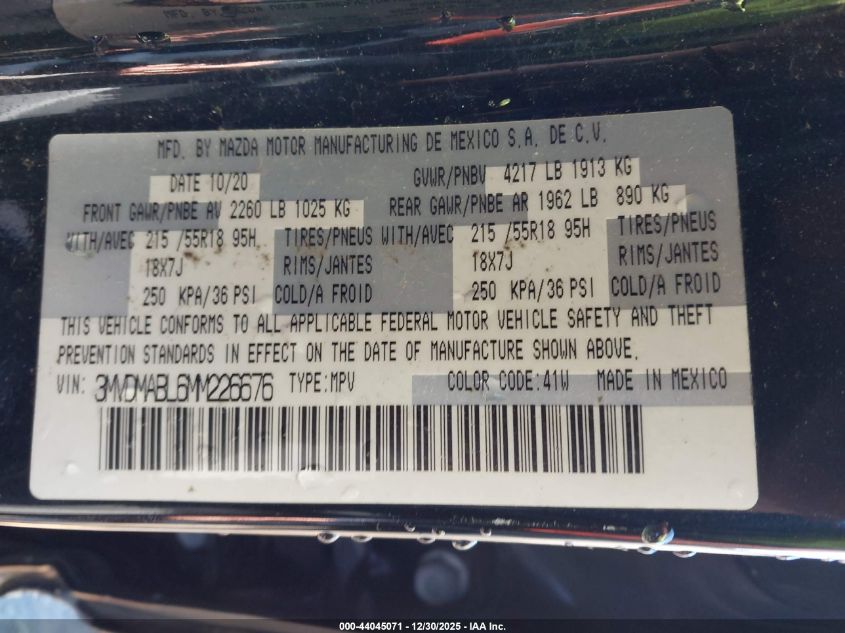 MFD. BY MAZDA MOTOR MANUFACTURING
MFD. BY MAZDA MOTOR MANUFACTURING DE MEXICO S.A. DE C.V.
DATE 10/20 GVWR/PNBV 4217 LB 1913 KG
FRONT GAWR/PNBE AV 2260 LB 1025 KG REAR GAWR/PNBE AR 1962 LB 890 KG
WITH/AVEC 215 /55R18 95H TIRES/PNEUS WITH/AVEC 215 /55R18 95H TIRES/PNEUS
18X7J RIMS/JANTES 18X7J RIMS/JANTES
250 KPA/36 PSI COLD/A FROID 250 KPA/36 PSI COLD/A FROID
THIS VEHICLE CONFORMS TO ALL APPLICABLE FEDERAL MOTOR VEHICLE SAFETY AND THEFT
PREVENTION STANDARDS IN EFFECT ON THE DATE OF MANUFACTURE SHOWN ABOVE.
VIN: 3MVDMABL6MM226676 TYPE:MPV COLOR CODE:41W MADE IN MEXICO
000-44045071 - 12/30/2025 - IAA Inc.